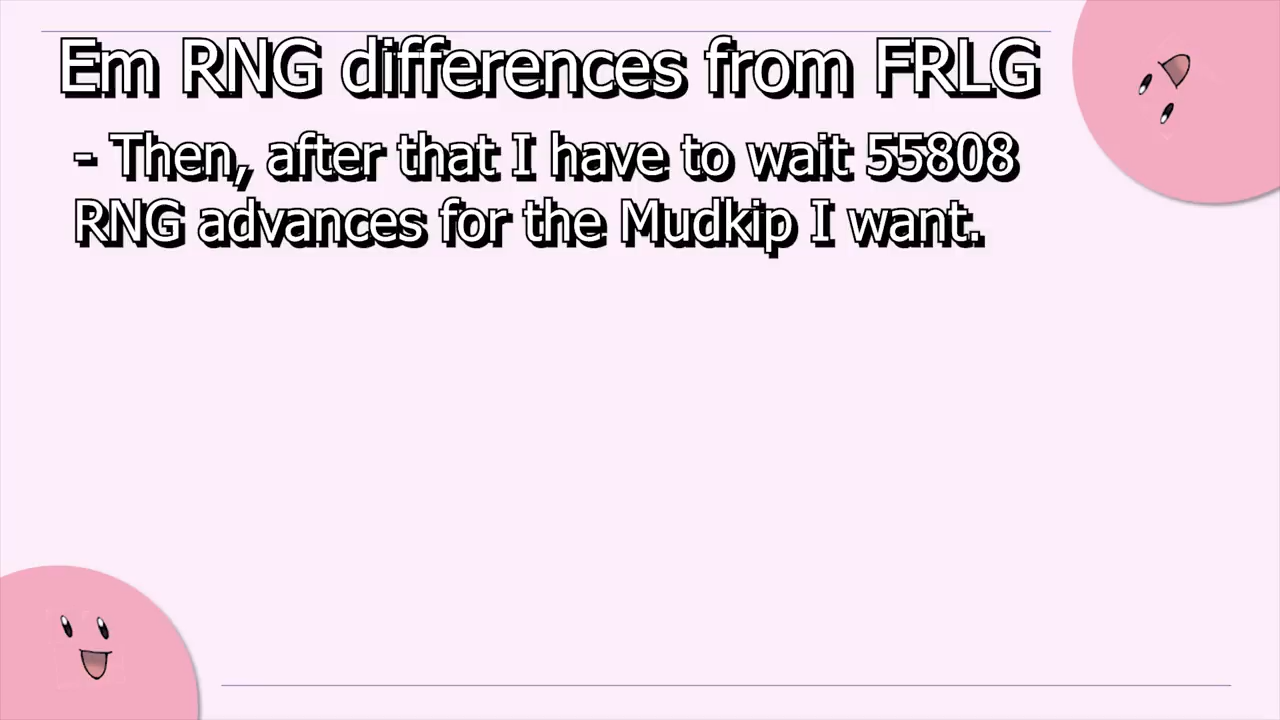 Em RNG differences from FRLG
- Then, after that I have to wait 55808
RNG advances for the Mudkip I want.